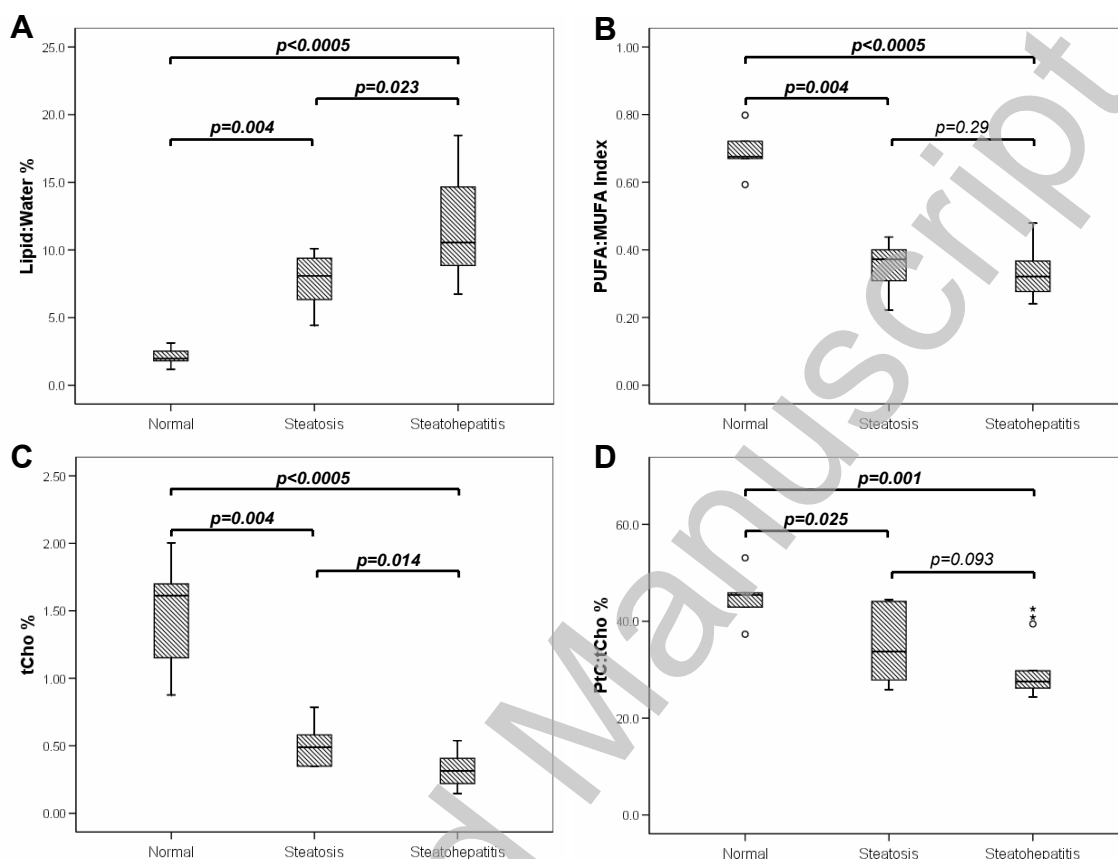 A
Lipid:Water %
25.0
20.0
15.0
10.0
5.0
0.0
p<0.0005
p=0.023
p=0.004
Normal
Steatosis
Steatohepatitis
B
PUFA:MUFA Index
1.00
0.80
0.60
0.40
0.20
0.00
p<0.0005
p=0.004
p=0.29
Normal
Steatosis
Steatohepatitis
C
tCho %
2.50
2.00
1.50
1.00
0.50
0.00
p<0.0005
p=0.004
p=0.014
Normal
Steatosis
Steatohepatitis
D
PtC:tCho %
60.0
40.0
20.0
0.0
p=0.001
p=0.025
p=0.093
Normal
Steatosis
Steatohepatitis
d Manuscript